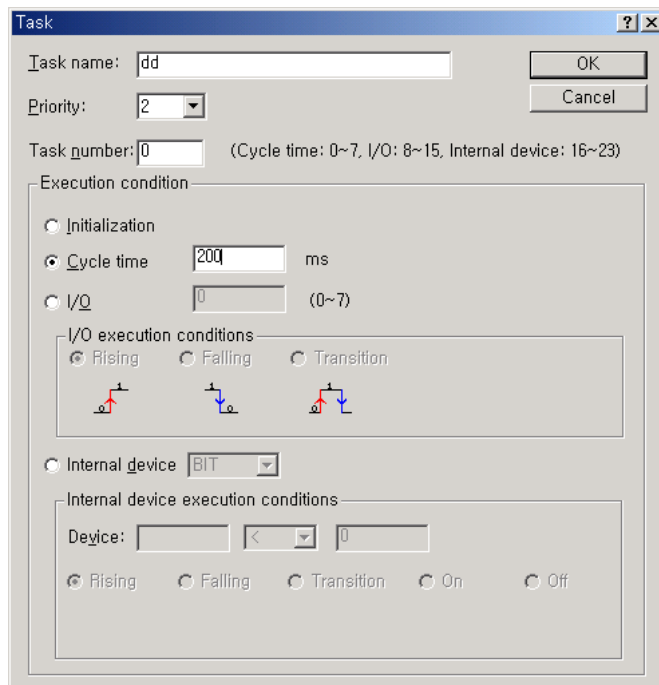 Task
Task name: dd
OK
Priority: 2
Cancel
Task number: 0 (Cycle time: 0~7, I/O: 8~15, Internal device: 16~23)
Execution condition
Initialization
Cycle time 200 ms
I/O 0 (0~7)
I/O execution conditions
Rising Falling Transition
0 1 1 0 0 1
Internal device BIT
Internal device execution conditions
Device: < 0
Rising Falling Transition On Off